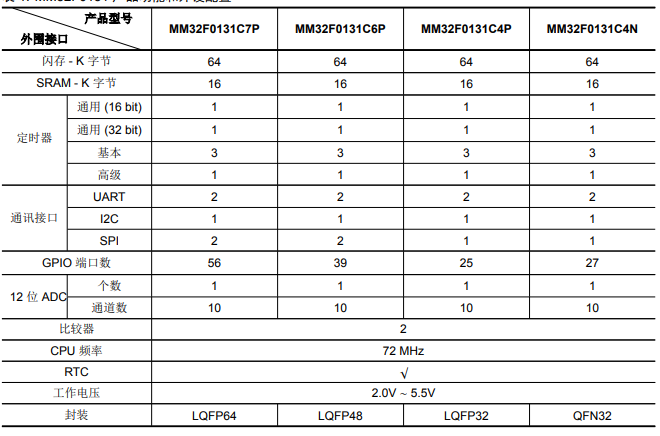 产品型号 MM32F0131C7P MM32F0131C6P MM32F0131C4P MM32F0131C4N
外围接口
闪存 - K 字节 64 64 64 64
SRAM - K 字节 16 16 16 16
定时器 通用 (16 bit) 1 1 1 1
通用 (32 bit) 1 1 1 1
基本 3 3 3 3
高级 1 1 1 1
通讯接口 UART 2 2 2 2
I2C 1 1 1 1
SPI 2 2 1 1
GPIO 端口数 56 39 25 27
12 位 ADC 个数 1 1 1 1
通道数 10 10 10 10
比较器 2
CPU 频率 72 MHz
RTC √
工作电压 2.0V ~ 5.5V
封装 LQFP64 LQFP48 LQFP32 QFN32